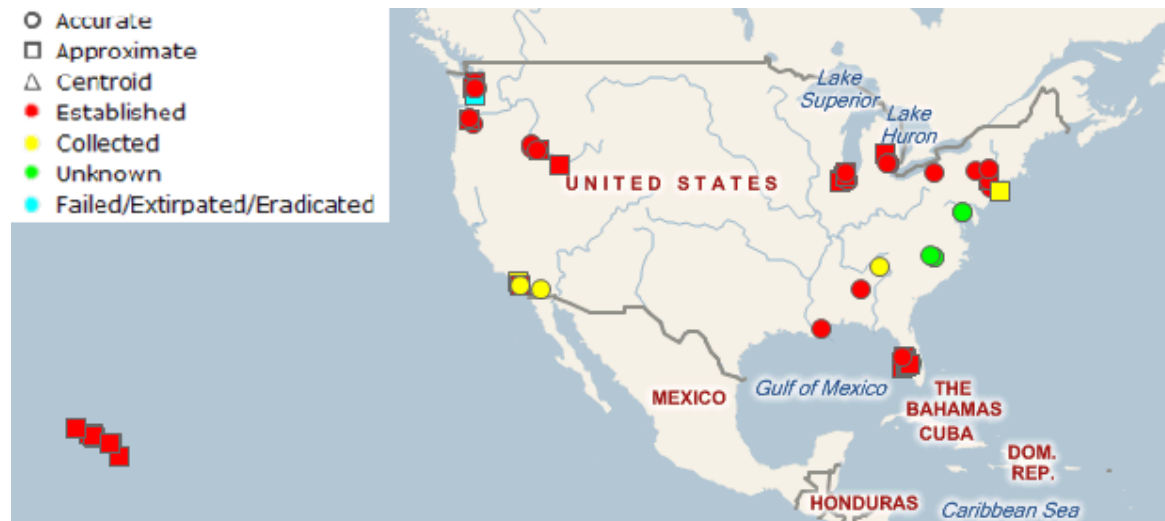 Accurate
Approximate
Centroid
Established
Collected
Unknown
Failed/Extirpated/Eradicated
Lake
Superior
Lake
Huron
UNITED STATES
MEXICO
Gulf of Mexico
THE
BAHAMAS
CUBA
DOM.
REP.
HONDURAS
Caribbean Sea